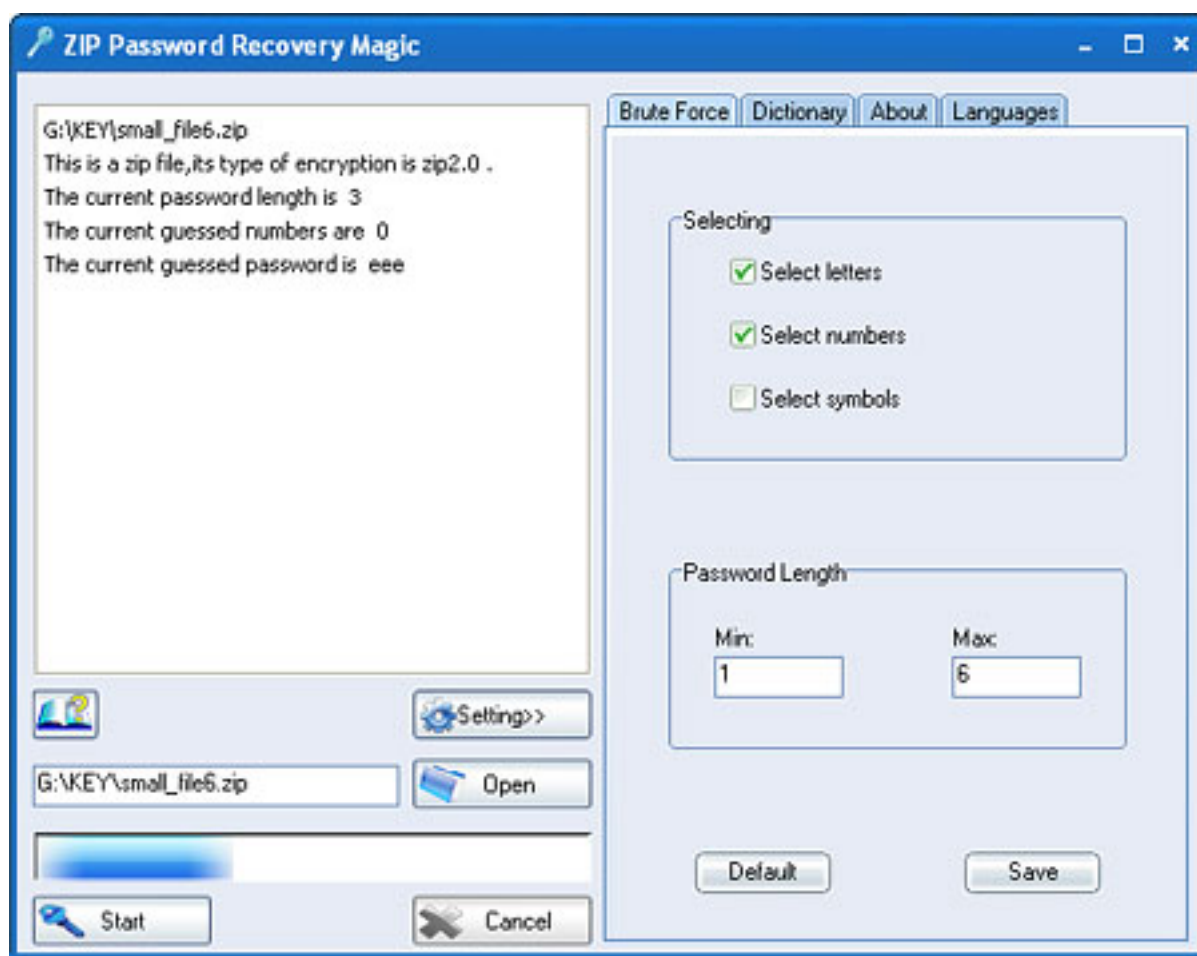 ZIP Password Recovery Magic
G:\KEY\small_file6.zip
This is a zip file,its type of encryption is zip2.0 .
The current password length is 3
The current guessed numbers are 0
The current guessed password is eee
Setting>>
G:\KEY\small_file6.zip
Open
Start
Cancel
Brute Force
Dictionary
About
Languages
Selecting
Select letters
Select numbers
Select symbols
Password Length
Min:
Max:
1
6
Default
Save